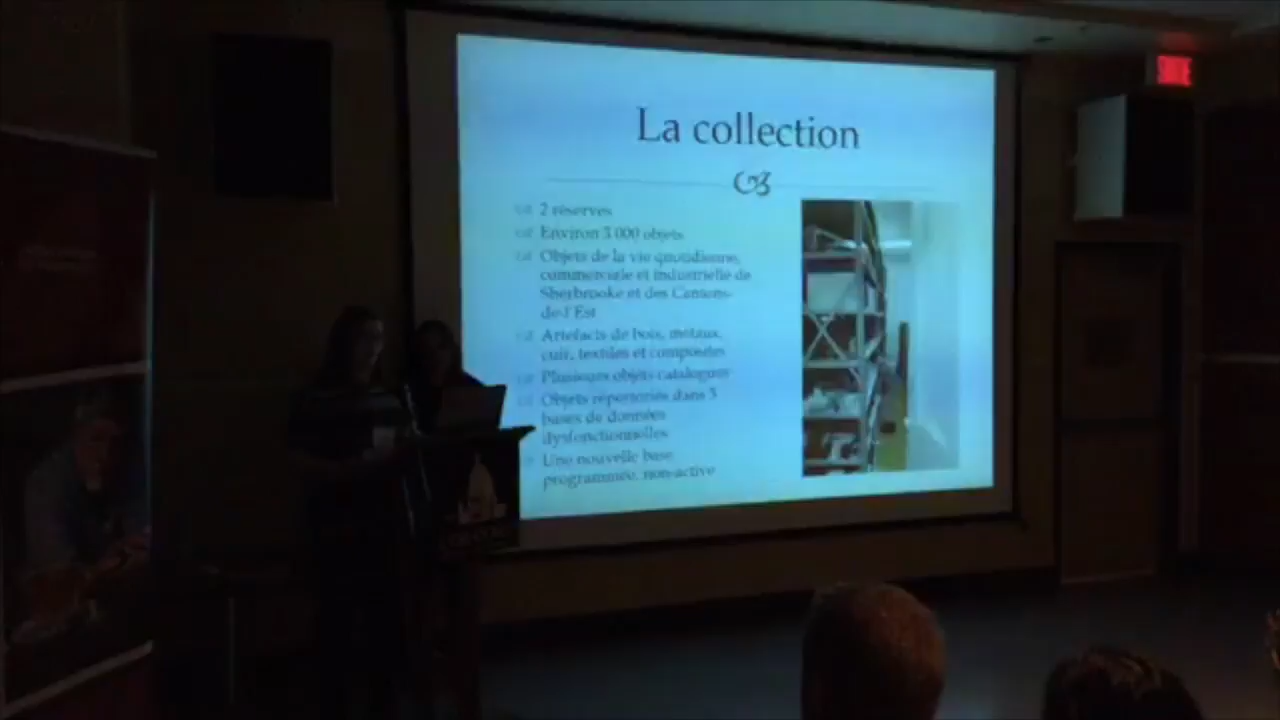 La collection
2 réserves
Environ 3 000 objets
Objets de la vie quotidienne,
commerciale et industrielle de
Sherbrooke et des Cantons-
de-l'Est
Artefacts de bois, métaux,
cuir, textiles et composites
Plusieurs objets catalogués
Objets répertoriés dans 3
bases de données
dysfonctionnelles
Une nouvelle base
programmée, non-active